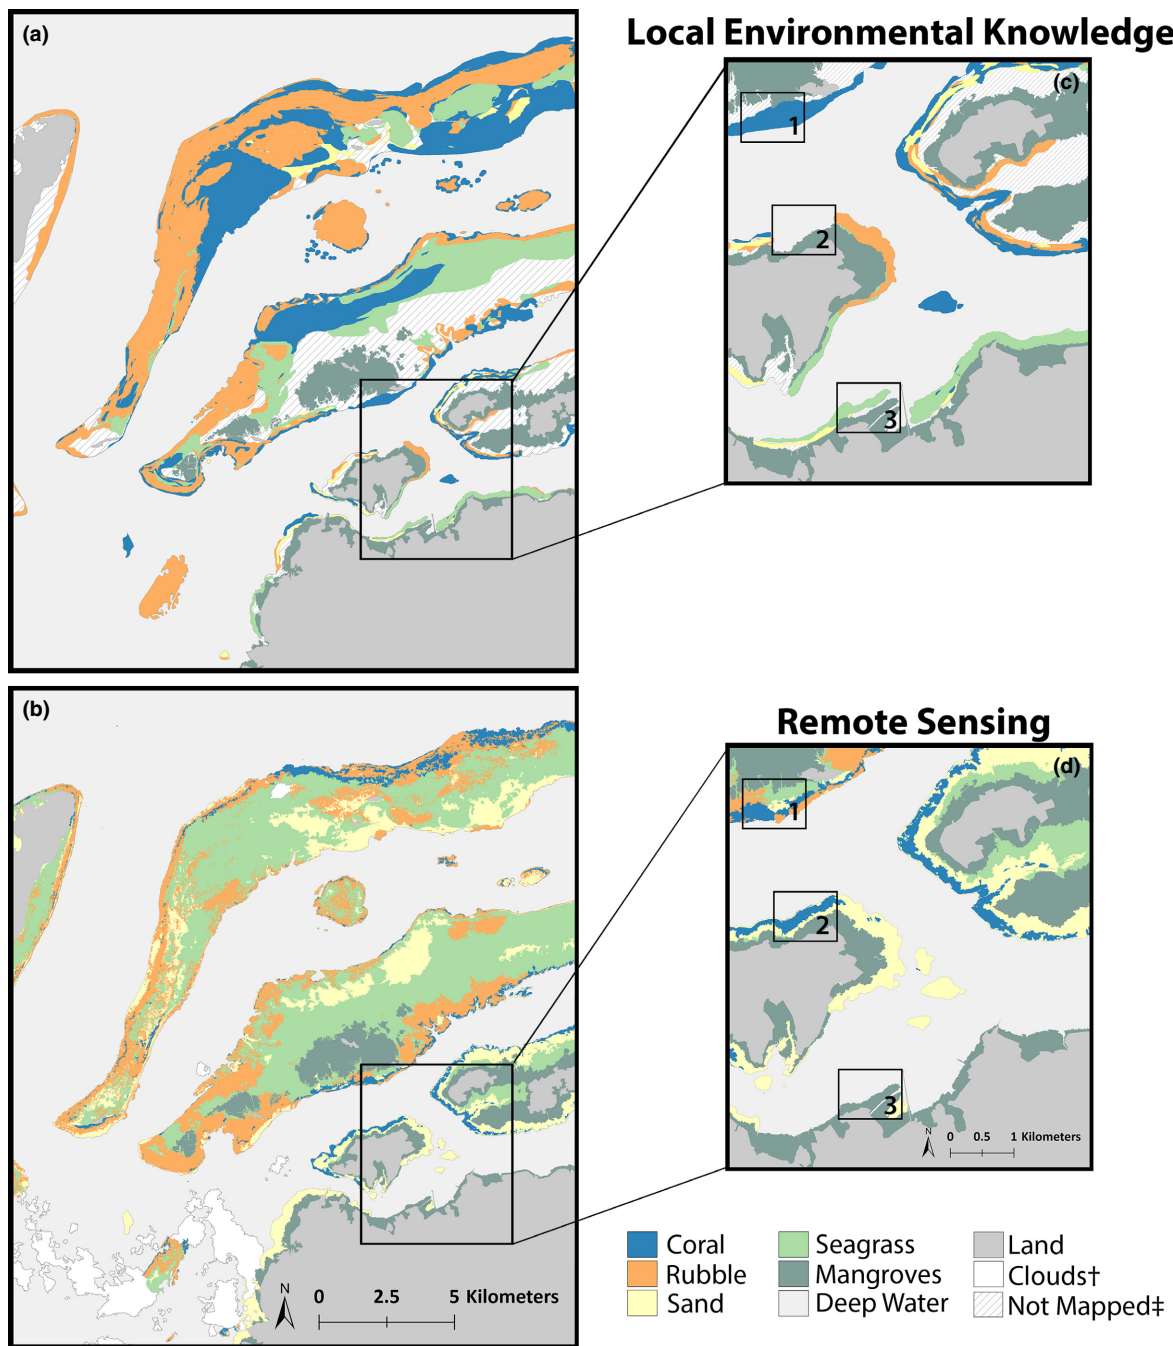 (a)
Local Environmental Knowledge
(c)
1
2
3
(b)
Remote Sensing
(d)
1
2
3
N
0 0.5 1 Kilometers
N
0 2.5 5 Kilometers
Coral
Rubble
Sand
Seagrass
Mangroves
Deep Water
Land
Clouds†
Not Mapped‡